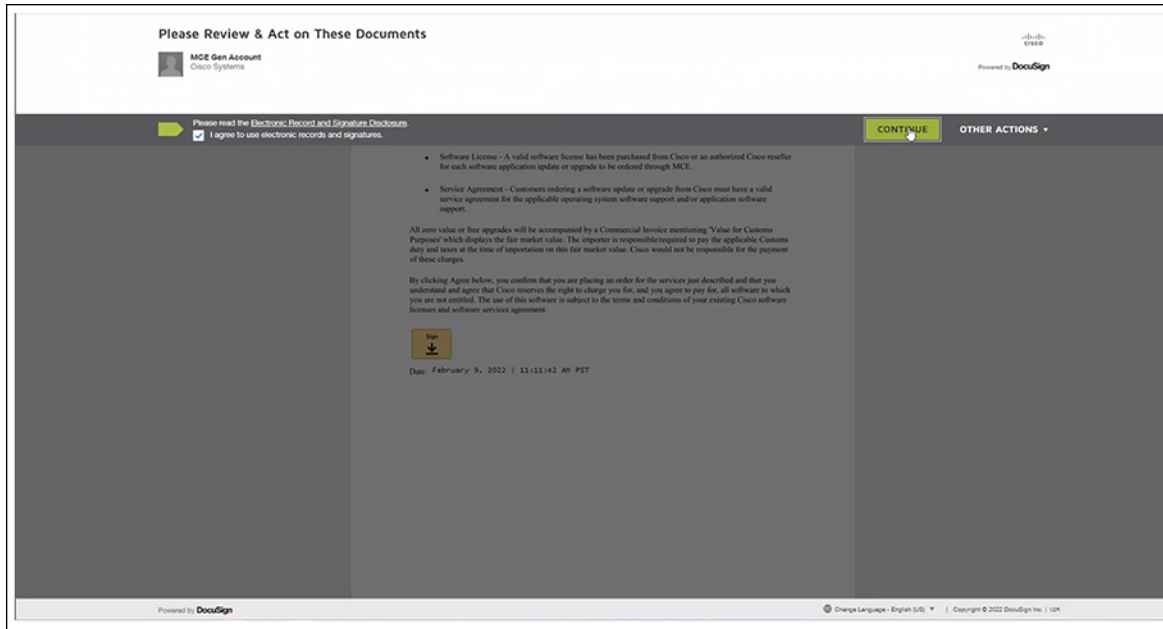 Please Review & Act on These Documents
MCE Gen Account
Cisco Systems
CISCO
Powered by DocuSign
Please read the Electronic Record and Signature Disclosure.
I agree to use electronic records and signatures.
CONTINUE
OTHER ACTIONS
• Software License - A valid software license has been purchased from Cisco or an authorized Cisco reseller
for each software application update or upgrade to be ordered through MCE.
• Service Agreement - Customers ordering a software update or upgrade from Cisco must have a valid
service agreement for the applicable operating system software support and/or application software
support.
All zero value or free upgrades will be accompanied by a Commercial Invoice mentioning 'Value for Customs
Purposes' which displays the fair market value. The importer is responsible/required to pay the applicable Customs
duty and taxes at the time of importation on this fair market value. Cisco would not be responsible for the payment
of these charges.
By clicking Agree below, you confirm that you are placing an order for the services just described and that you
understand and agree that Cisco reserves the right to charge you for, and you agree to pay for, all software to which
you are not entitled. The use of this software is subject to the terms and conditions of your existing Cisco software
licenses and software services agreement.
Sign
Date: February 9, 2022 | 11:11:42 AM PST
Powered by DocuSign
Change Language - English (US) | Copyright © 2022 DocuSign Inc. | V2R